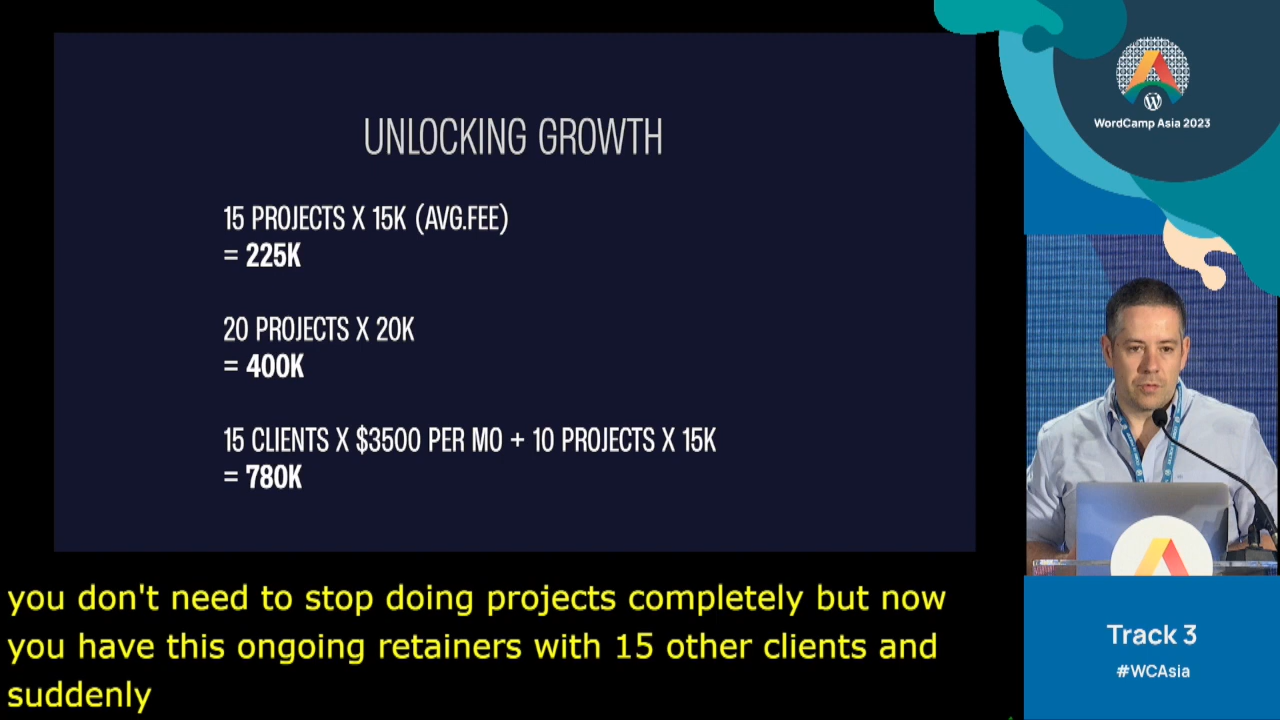 UNLOCKING GROWTH
15 PROJECTS X 15K (AVG.FEE)
= 225K
20 PROJECTS X 20K
= 400K
15 CLIENTS X $3500 PER MO + 10 PROJECTS X 15K
= 780K
you don't need to stop doing projects completely but now
you have this ongoing retainers with 15 other clients and
suddenly
WordCamp Asia 2023
Track 3
#WCAsia